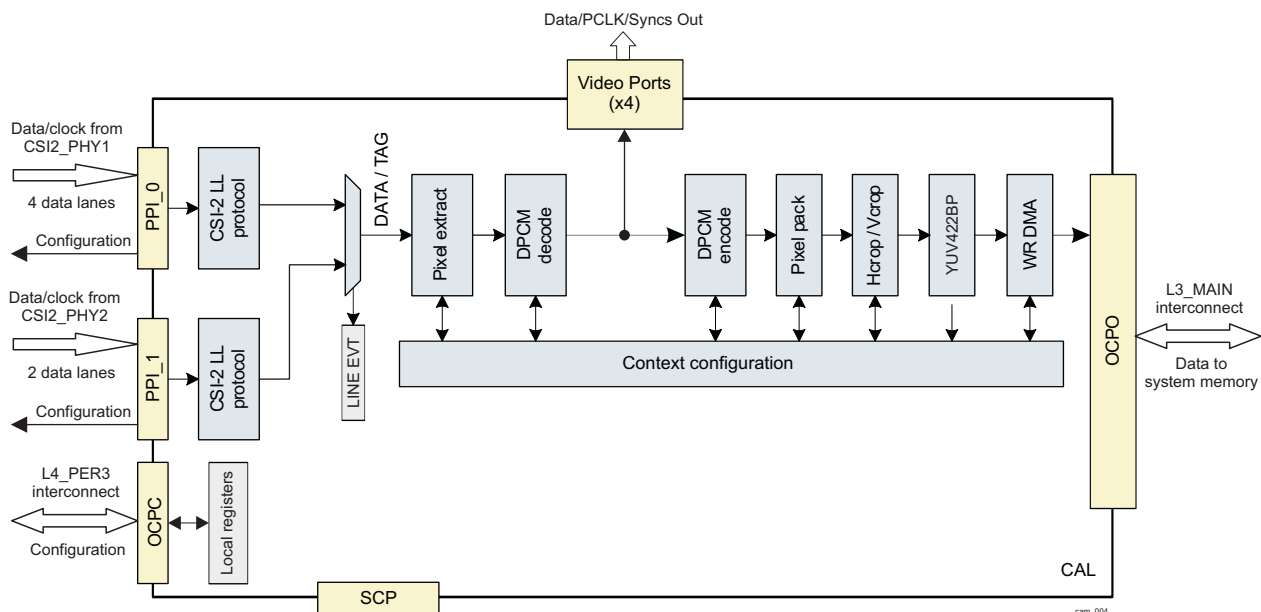 Data/PCLK/Syncs Out
Video Ports
(x4)
Data/clock from
CSI2_PHY1
4 data lanes
Configuration
PPI_0
CSI-2 LL
protocol
DATA / TAG
Pixel extract
DPCM
decode
DPCM
encode
Pixel pack
Hcrop / Vcrop
YUV422BP
WR DMA
Data/clock from
CSI2_PHY2
2 data lanes
Configuration
PPI_1
CSI-2 LL
protocol
LINE EVT
Context configuration
OCPO
L3_MAIN
interconnect
Data to
system memory
L4_PER3
interconnect
Configuration
OCPC
Local registers
SCP
CAL
cam_004